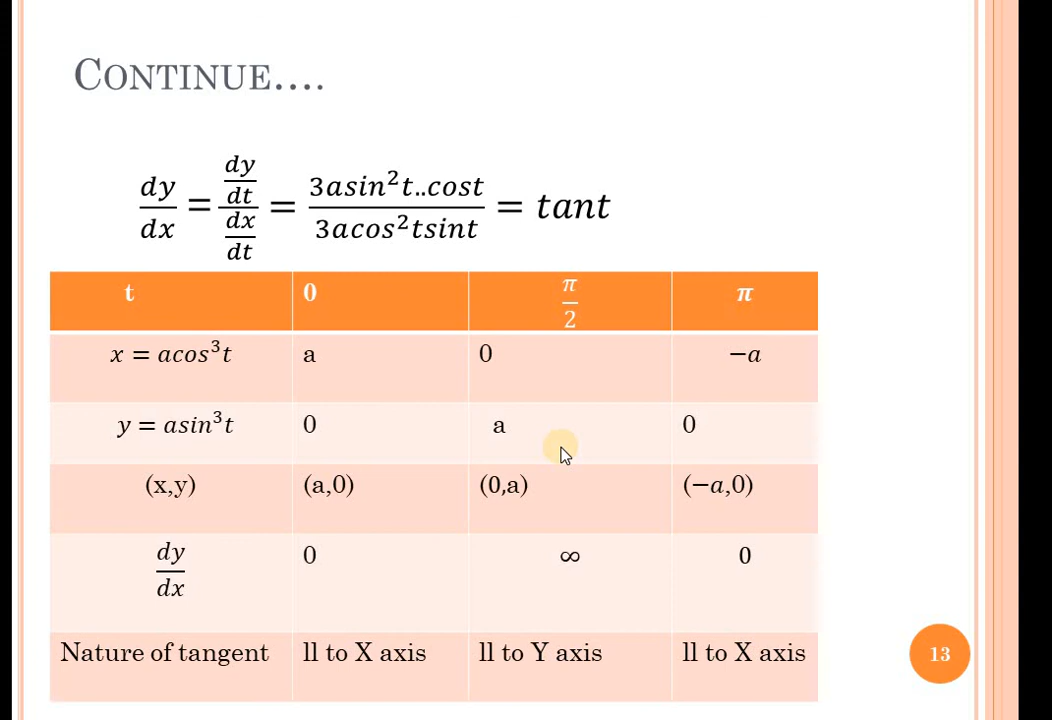 CONTINUE....
dy/dx = (dy/dt)/(dx/dt) = 3asin²t..cost / 3acos²tsint = tant
t 0 π/2 π
x = acos³t a 0 −a
y = asin³t 0 a 0
(x,y) (a,0) (0,a) (−a,0)
dy/dx 0 ∞ 0
Nature of tangent ll to X axis ll to Y axis ll to X axis
13